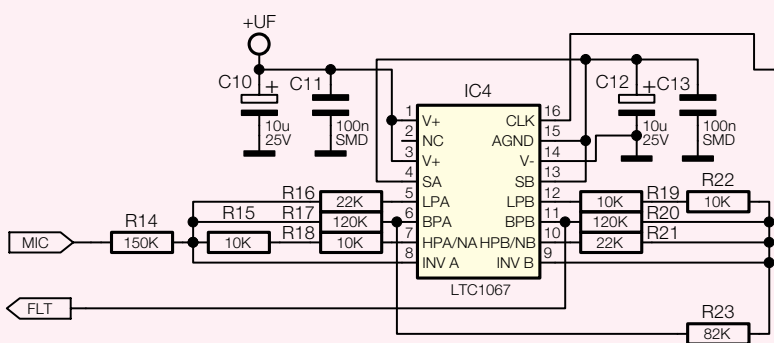 +UF
C10
+
10u
25V
C11
100n
SMD
IC4
C12
+
10u
25V
C13
100n
SMD
1 V+ CLK 16
2 NC AGND 15
3 V+ V- 14
4 SA SB 13
5 LPA LPB 12
6 BPA BPB 11
7 HPA/NA HPB/NB 10
8 INV A INV B 9
LTC1067
MIC
R14
150K
R15
10K
R16
22K
R17
120K
R18
10K
R19
10K
R22
10K
R20
120K
R21
22K
FLT
R23
82K